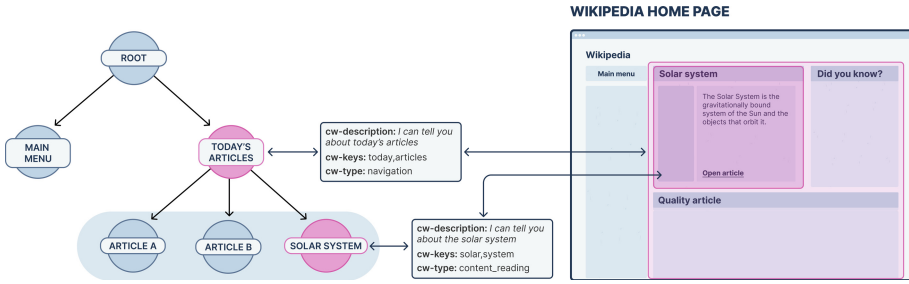 WIKIPEDIA HOME PAGE
ROOT
MAIN
MENU
TODAY'S
ARTICLES
cw-description: I can tell you
about today's articles
cw-keys: today,articles
cw-type: navigation
ARTICLE A
ARTICLE B
SOLAR SYSTEM
cw-description: I can tell you
about the solar system
cw-keys: solar,system
cw-type: content_reading
Wikipedia
Main menu
Solar system
The Solar System is the
gravitationally bound
system of the Sun and the
objects that orbit it.
Open article
Did you know?
Quality article